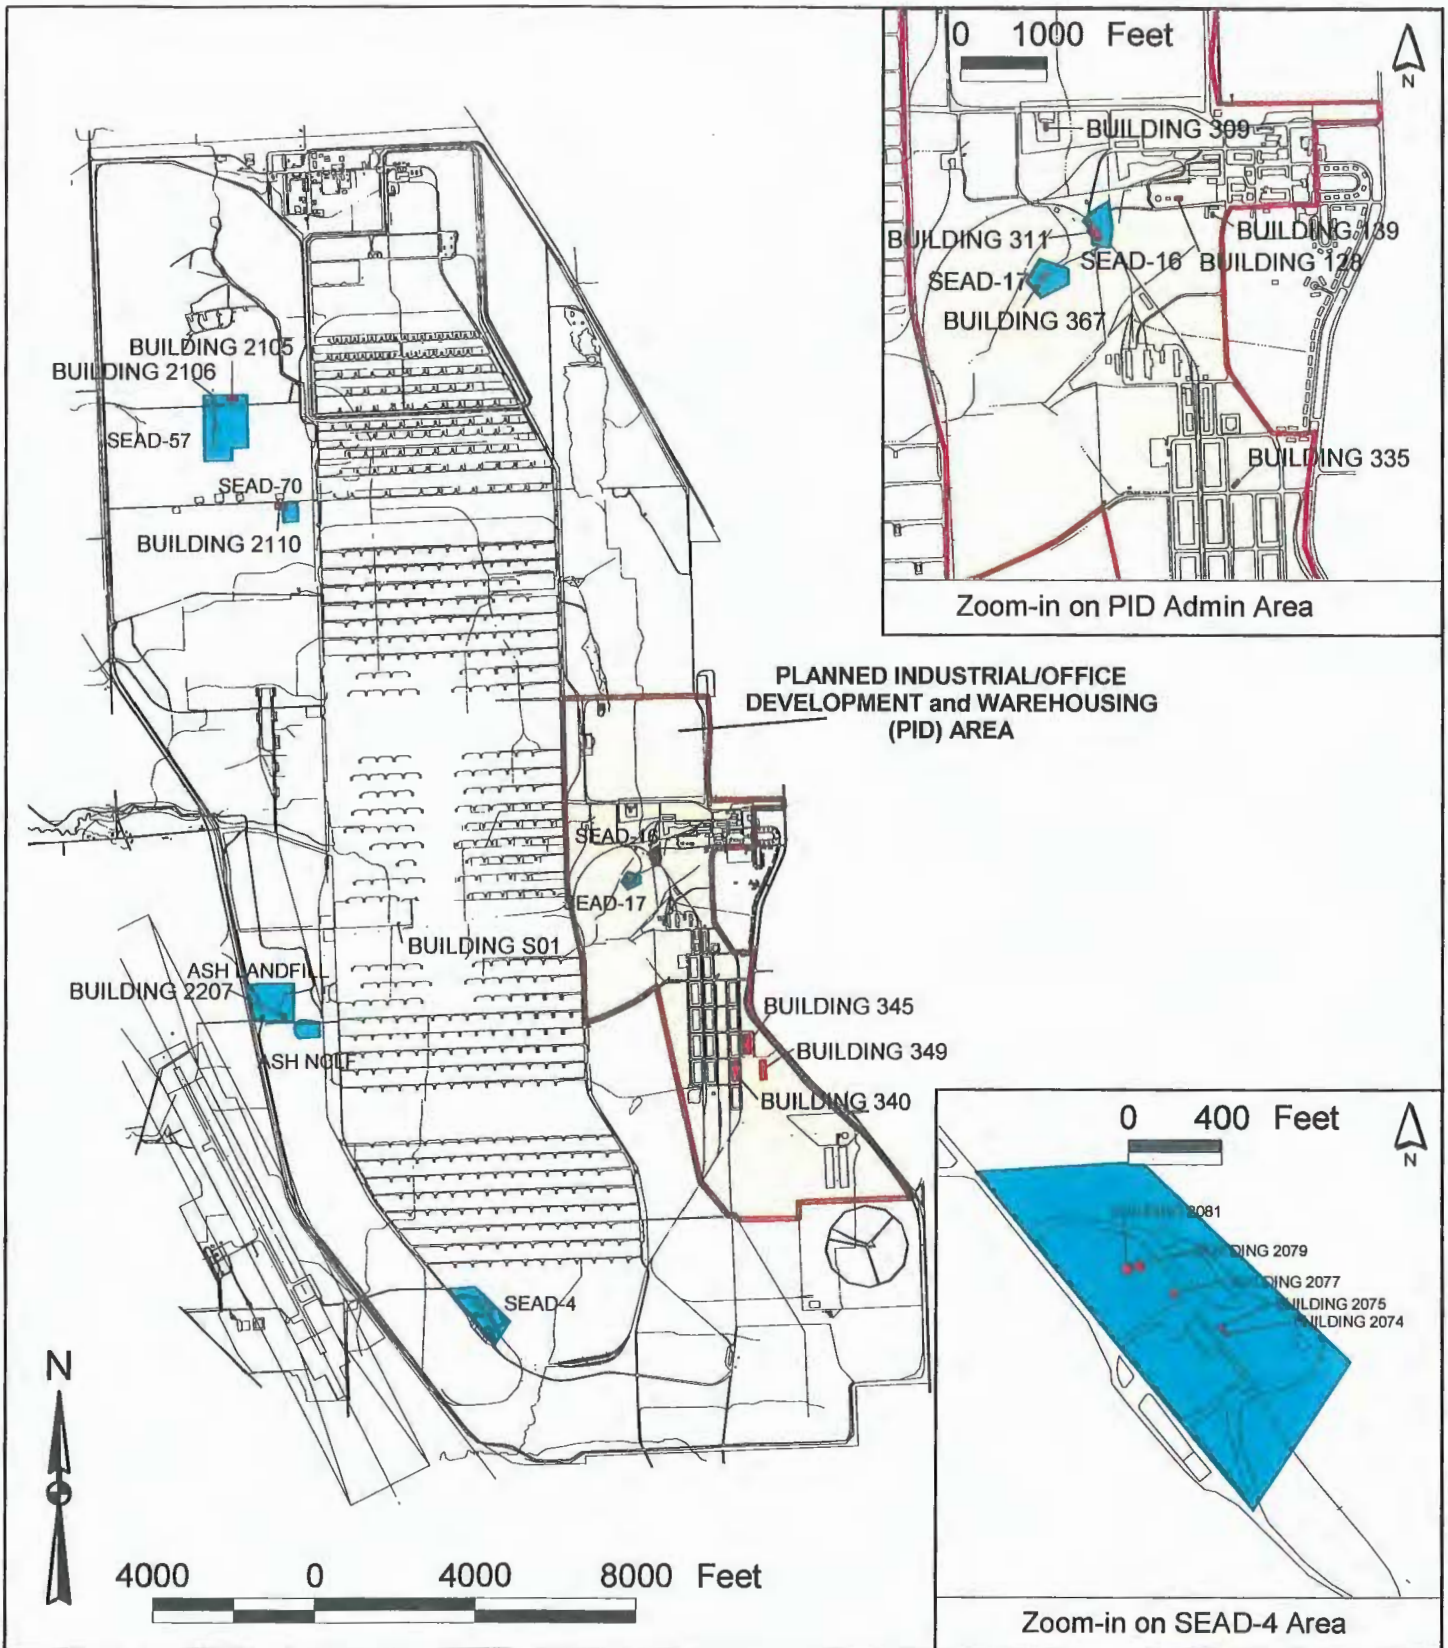 0 1000 Feet
N
BUILDING 309
BUILDING 311
BUILDING 139
SEAD-16
BUILDING 128
SEAD-17
BUILDING 367
BUILDING 335
Zoom-in on PID Admin Area
BUILDING 2105
BUILDING 2106
SEAD-57
SEAD-70
BUILDING 2110
PLANNED INDUSTRIAL/OFFICE
DEVELOPMENT and WAREHOUSING
(PID) AREA
SEAD-16
SEAD-17
BUILDING S01
ASH LANDFILL
BUILDING 2207
ASH NOLF
BUILDING 345
BUILDING 349
BUILDING 340
SEAD-4
N
4000 0 4000 8000 Feet
0 400 Feet
N
BUILDING 2081
BUILDING 2079
BUILDING 2077
BUILDING 2075
BUILDING 2074
Zoom-in on SEAD-4 Area